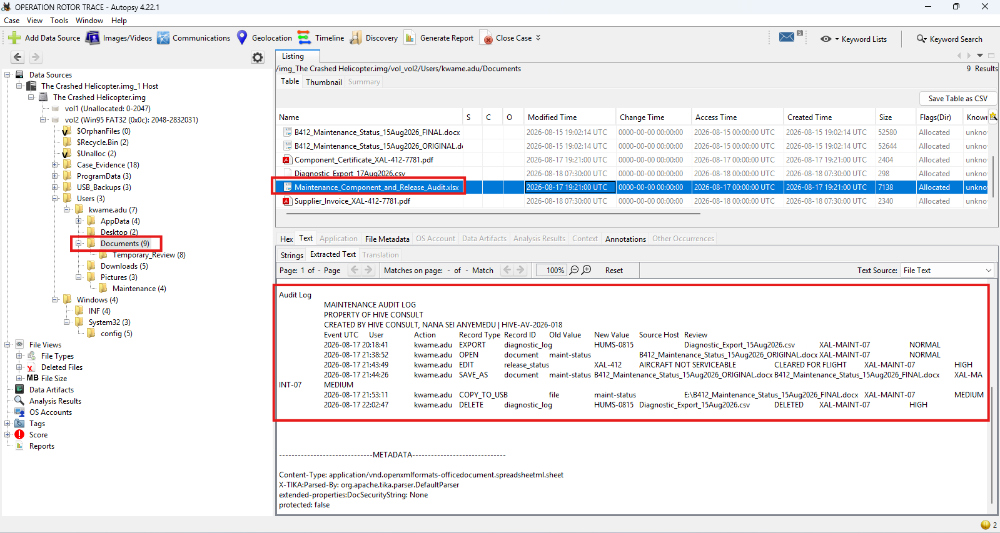 OPERATION ROTOR TRACE - Autopsy 4.22.1
Case View Tools Window Help
Add Data Source Images/Videos Communications Geolocation Timeline Discovery Generate Report Close Case 5 Keyword Lists Keyword Search
Data Sources
The Crashed Helicopter.img_1 Host
The Crashed Helicopter.img
vol1 (Unallocated: 0-2047)
vol2 (Win95 FAT32 (0x0c): 2048-2832031)
$OrphanFiles (0)
$Recycle.Bin (2)
$Unalloc (2)
Case_Evidence (18)
ProgramData (3)
USB_Backups (3)
Users (3)
kwame.adu (7)
AppData (4)
Desktop (2)
Documents (9)
Temporary_Review (8)
Downloads (5)
Pictures (3)
Maintenance (4)
Windows (4)
INF (4)
System32 (3)
config (5)
File Views
File Types
Deleted Files
MB File Size
Data Artifacts
Analysis Results
OS Accounts
Tags
Score
Reports
Listing
/img_The Crashed Helicopter.img/vol_vol2/Users/kwame.adu/Documents
9 Results
Table Thumbnail Summary
Save Table as CSV
Name S C O Modified Time Change Time Access Time Created Time Size Flags(Dir) Known
B412_Maintenance_Status_15Aug2026_FINAL.docx 2026-08-15 19:02:14 UTC 0000-00-00 00:00:00 2026-08-15 00:00:00 UTC 2026-08-15 19:02:14 UTC 52580 Allocated unkno
B412_Maintenance_Status_15Aug2026_ORIGINAL.do 2026-08-15 19:02:14 UTC 0000-00-00 00:00:00 2026-08-15 00:00:00 UTC 2026-08-15 19:02:14 UTC 52644 Allocated unkno
Component_Certificate_XAL-412-7781.pdf 2026-08-17 19:21:00 UTC 0000-00-00 00:00:00 2026-08-17 00:00:00 UTC 2026-08-17 19:21:00 UTC 2404 Allocated unkno
Diagnostic_Export_17Aug2026.csv 2026-08-18 07:30:00 UTC 0000-00-00 00:00:00 2026-08-18 00:00:00 UTC 2026-08-18 07:30:00 UTC 298 Allocated unkno
Maintenance_Component_and_Release_Audit.xlsx 2026-08-17 19:21:00 UTC 0000-00-00 00:00:00 2026-08-17 00:00:00 UTC 2026-08-17 19:21:00 UTC 7138 Allocated unkno
Supplier_Invoice_XAL-412-7781.pdf 2026-08-18 07:30:00 UTC 0000-00-00 00:00:00 2026-08-18 00:00:00 UTC 2026-08-18 07:30:00 UTC 2340 Allocated unkno
Hex Text Application File Metadata OS Account Data Artifacts Analysis Results Context Annotations Other Occurrences
Strings Extracted Text Translation
Page: 1 of - Page Matches on page: - of - Match 100% Reset Text Source: File Text
Audit Log
MAINTENANCE AUDIT LOG
PROPERTY OF HIVE CONSULT
CREATED BY HIVE CONSULT, NANA SEI ANYEMEDU | HIVE-AV-2026-018
Event UTC User Action Record Type Record ID Old Value New Value Source Host Review
2026-08-17 20:18:41 kwame.adu EXPORT diagnostic_log HUMS-0815 Diagnostic_Export_15Aug2026.csv XAL-MAINT-07 NORMAL
2026-08-17 21:38:52 kwame.adu OPEN document maint-status B412_Maintenance_Status_15Aug2026_ORIGINAL.docx XAL-MAINT-07 NORMAL
2026-08-17 21:43:49 kwame.adu EDIT release_status XAL-412 AIRCRAFT NOT SERVICEABLE CLEARED FOR FLIGHT XAL-MAINT-07 HIGH
2026-08-17 21:44:26 kwame.adu SAVE_AS document maint-status B412_Maintenance_Status_15Aug2026_ORIGINAL.docx B412_Maintenance_Status_15Aug2026_FINAL.docx XAL-MA
INT-07 MEDIUM
2026-08-17 21:53:11 kwame.adu COPY_TO_USB file maint-status E:\B412_Maintenance_Status_15Aug2026_FINAL.docx XAL-MAINT-07 MEDIUM
2026-08-17 22:02:47 kwame.adu DELETE diagnostic_log HUMS-0815 Diagnostic_Export_15Aug2026.csv DELETED XAL-MAINT-07 HIGH
------------------------------METADATA------------------------------
Content-Type: application/vnd.openxmlformats-officedocument.spreadsheetml.sheet
X-TIKA:Parsed-By: org.apache.tika.parser.DefaultParser
extended-properties:DocSecurityString: None
protected: false
2